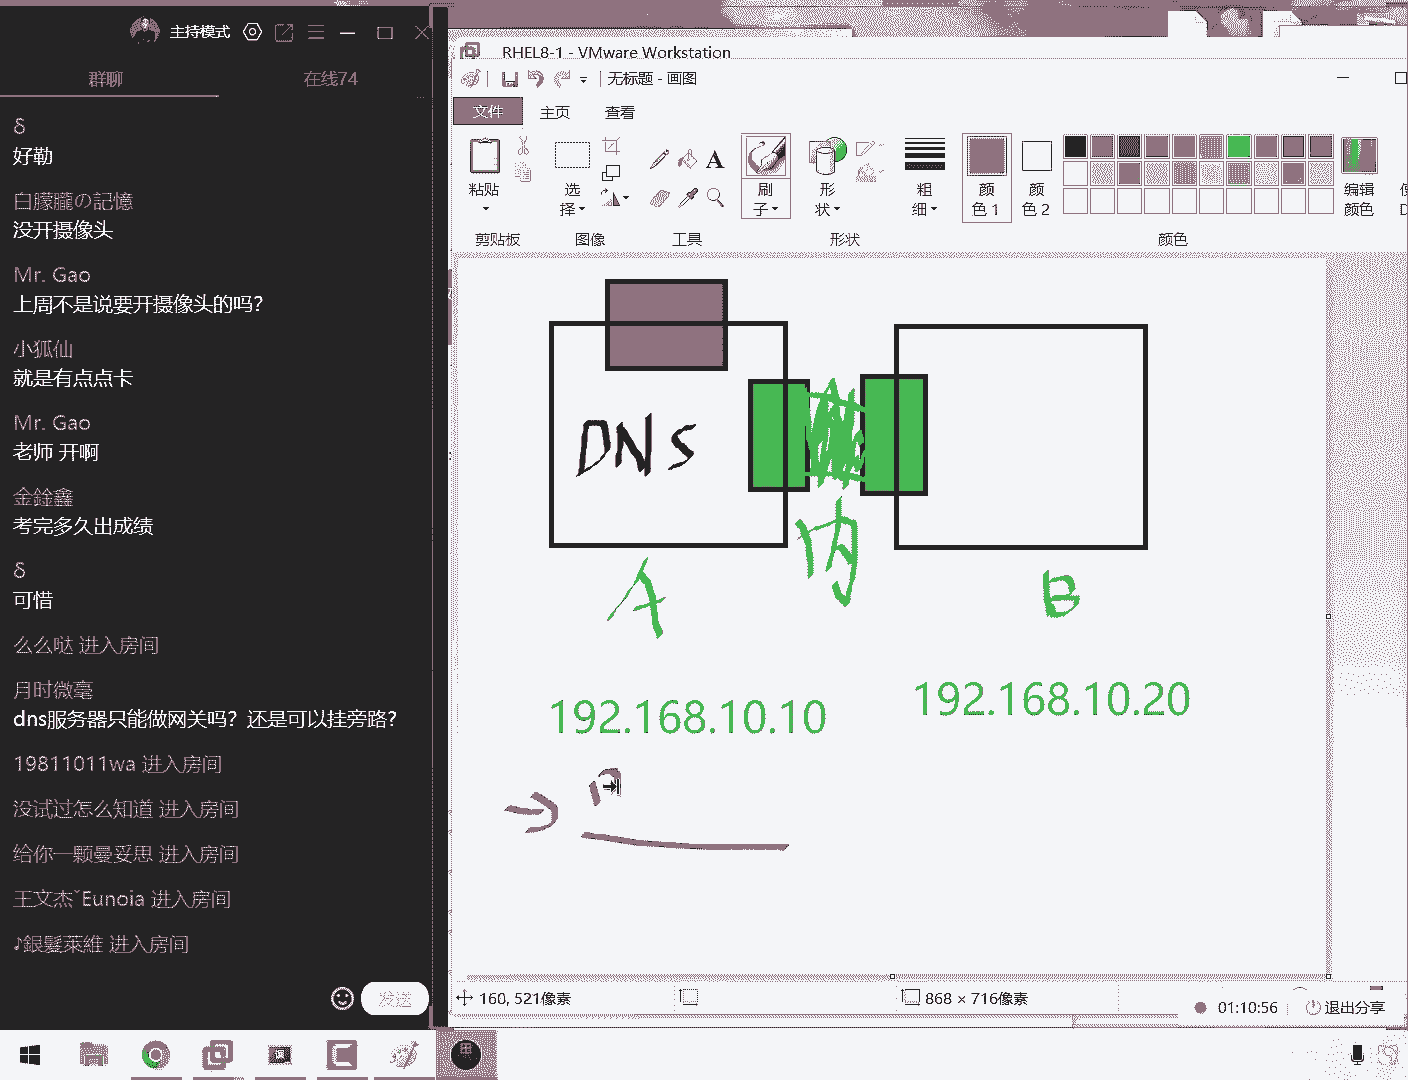 主持模式
群聊
在线74
δ
好勒
白朦朧の記憶
没开摄像头
Mr. Gao
上周不是说要开摄像头的吗？
小狐仙
就是有点点卡
Mr. Gao
老师 开啊
金銓鑫
考完多久出成绩
δ
可惜
么么哒 进入房间
月时微毫
dns服务器只能做网关吗？还是可以挂旁路？
19811011wa 进入房间
没试过怎么知道 进入房间
给你一颗曼妥思 进入房间
王文杰ˇEunoia 进入房间
♪銀髮萊維 进入房间
发送
RHEL8-1 - VMware Workstation
无标题 - 画图
文件
主页
查看
粘贴
选择
刷子
形状
粗细
颜色 1
颜色 2
编辑颜色
剪贴板
图像
工具
形状
颜色
DNS
内
A
B
192.168.10.10
192.168.10.20
160, 521像素
868 × 716像素
01:10:56
退出分享